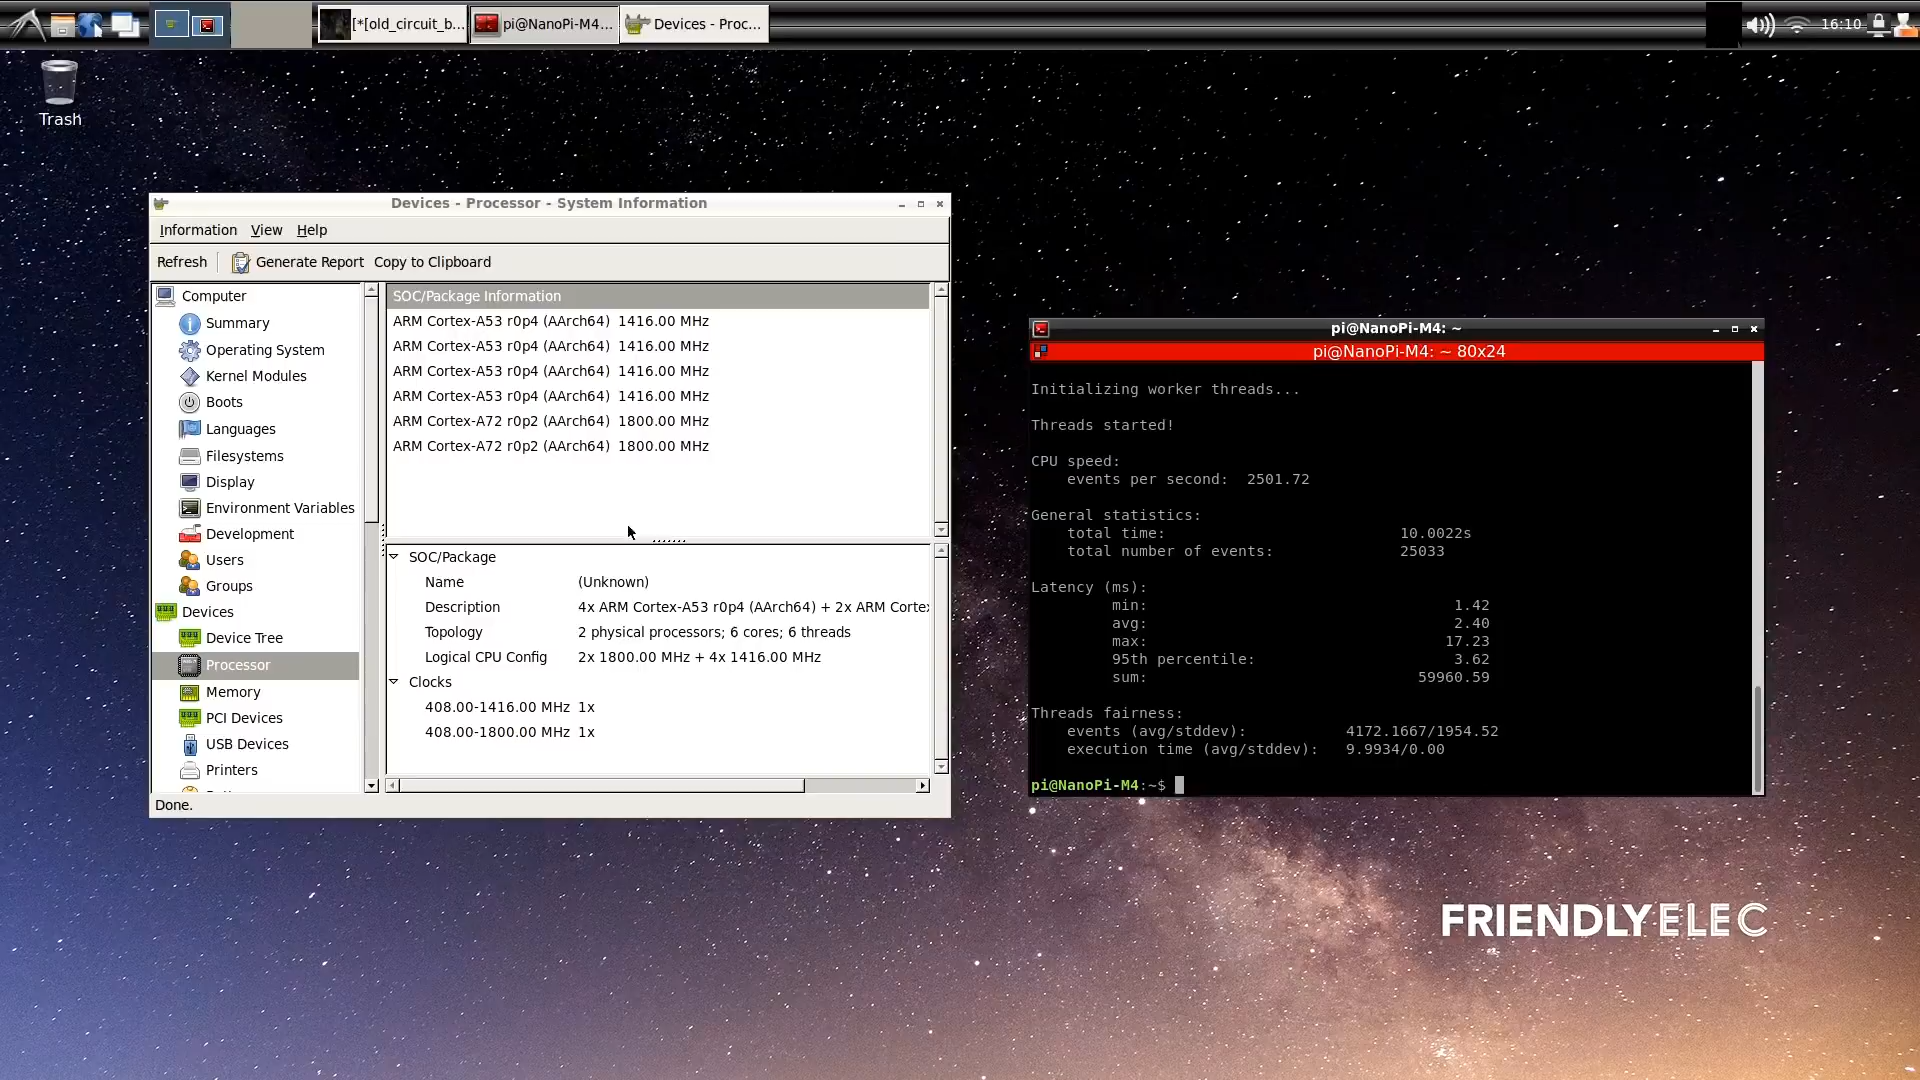 [*[old_circuit_b...
pi@NanoPi-M4...
Devices - Proc...
16:10
Trash
Devices - Processor - System Information
Information View Help
Refresh Generate Report Copy to Clipboard
Computer
Summary
Operating System
Kernel Modules
Boots
Languages
Filesystems
Display
Environment Variables
Development
Users
Groups
Devices
Device Tree
Processor
Memory
PCI Devices
USB Devices
Printers
SOC/Package Information
ARM Cortex-A53 r0p4 (AArch64) 1416.00 MHz
ARM Cortex-A53 r0p4 (AArch64) 1416.00 MHz
ARM Cortex-A53 r0p4 (AArch64) 1416.00 MHz
ARM Cortex-A53 r0p4 (AArch64) 1416.00 MHz
ARM Cortex-A72 r0p2 (AArch64) 1800.00 MHz
ARM Cortex-A72 r0p2 (AArch64) 1800.00 MHz
SOC/Package
Name (Unknown)
Description 4x ARM Cortex-A53 r0p4 (AArch64) + 2x ARM Corte
Topology 2 physical processors; 6 cores; 6 threads
Logical CPU Config 2x 1800.00 MHz + 4x 1416.00 MHz
Clocks
408.00-1416.00 MHz 1x
408.00-1800.00 MHz 1x
Done.
pi@NanoPi-M4: ~
pi@NanoPi-M4: ~ 80x24
Initializing worker threads...
Threads started!
CPU speed:
events per second: 2501.72
General statistics:
total time: 10.0022s
total number of events: 25033
Latency (ms):
min: 1.42
avg: 2.40
max: 17.23
95th percentile: 3.62
sum: 59960.59
Threads fairness:
events (avg/stddev): 4172.1667/1954.52
execution time (avg/stddev): 9.9934/0.00
pi@NanoPi-M4:~$
FRIENDLYELEC